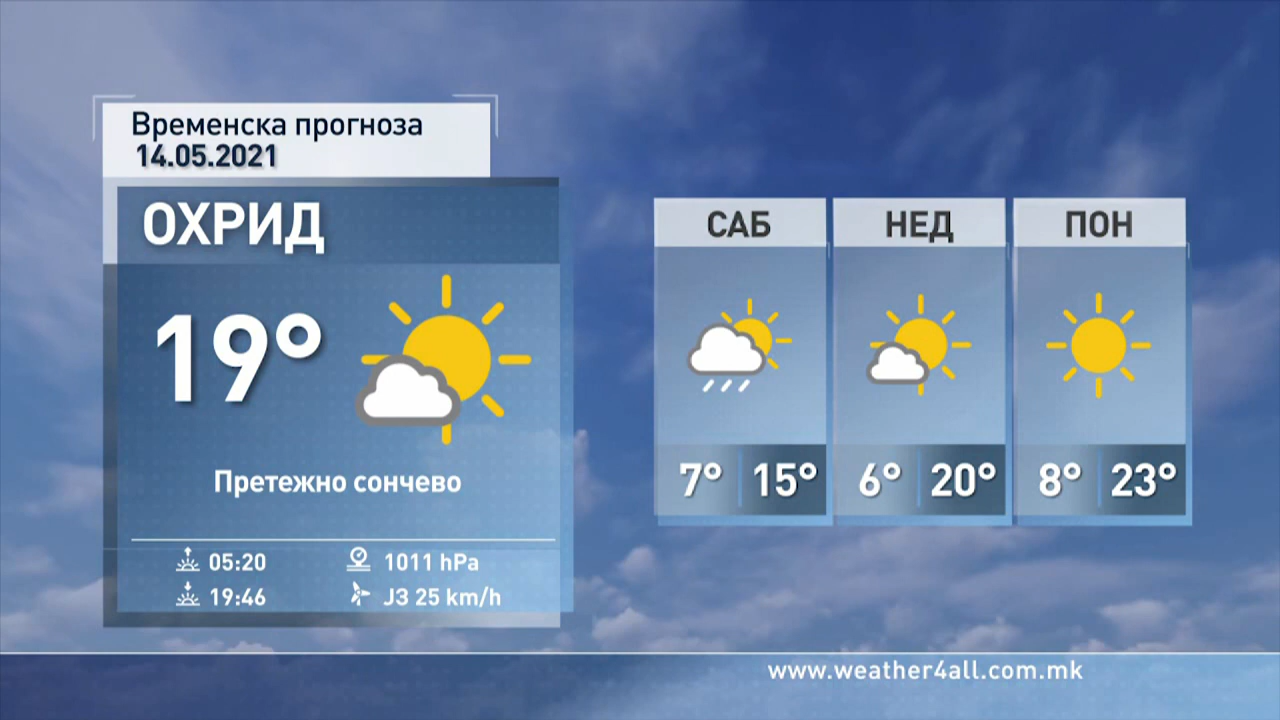 Временска прогноза
14.05.2021
ОХРИД
19°
Претежно сончево
05:20
1011 hPa
19:46
ЈЗ 25 km/h
САБ
НЕД
ПОН
7° 15°
6° 20°
8° 23°
www.weather4all.com.mk